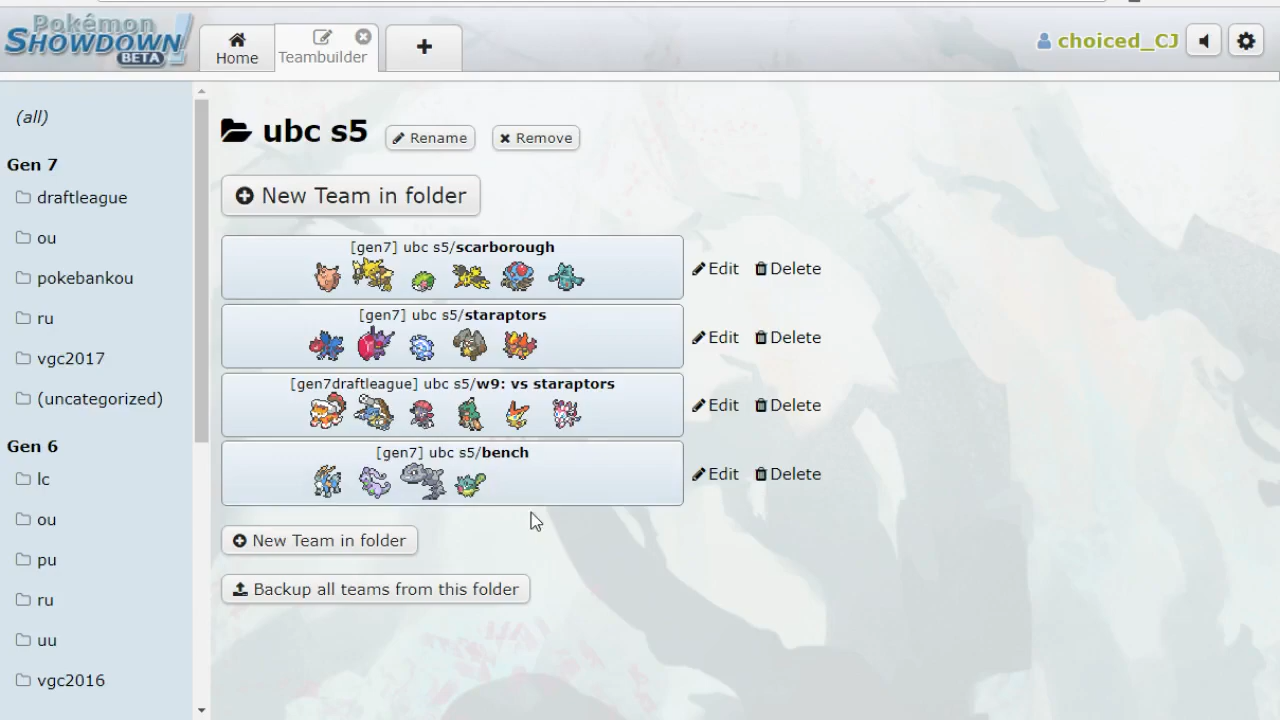 Pokémon
SHOWDOWN!
BETA
Home
Teambuilder
choiced_CJ
(all)
Gen 7
draftleague
ou
pokebankou
ru
vgc2017
(uncategorized)
Gen 6
lc
ou
pu
ru
uu
vgc2016
ubc s5
Rename
Remove
New Team in folder
[gen7] ubc s5/scarborough
Edit Delete
[gen7] ubc s5/staraptors
Edit Delete
[gen7draftleague] ubc s5/w9: vs staraptors
Edit Delete
[gen7] ubc s5/bench
Edit Delete
New Team in folder
Backup all teams from this folder